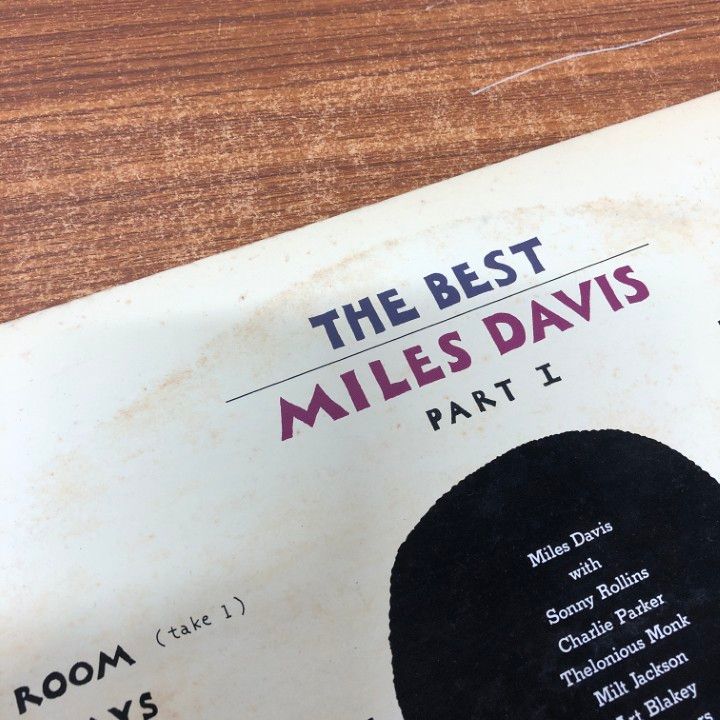 THE BEST
MILES DAVIS
PART I
Miles Davis
with
Sonny Rollins
Charlie Parker
Thelonious Monk
Milt Jackson
Blakey
ROOM (take 1)